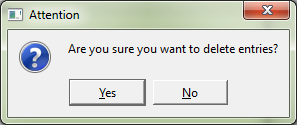 Attention
Are you sure you want to delete entries?
Yes
No